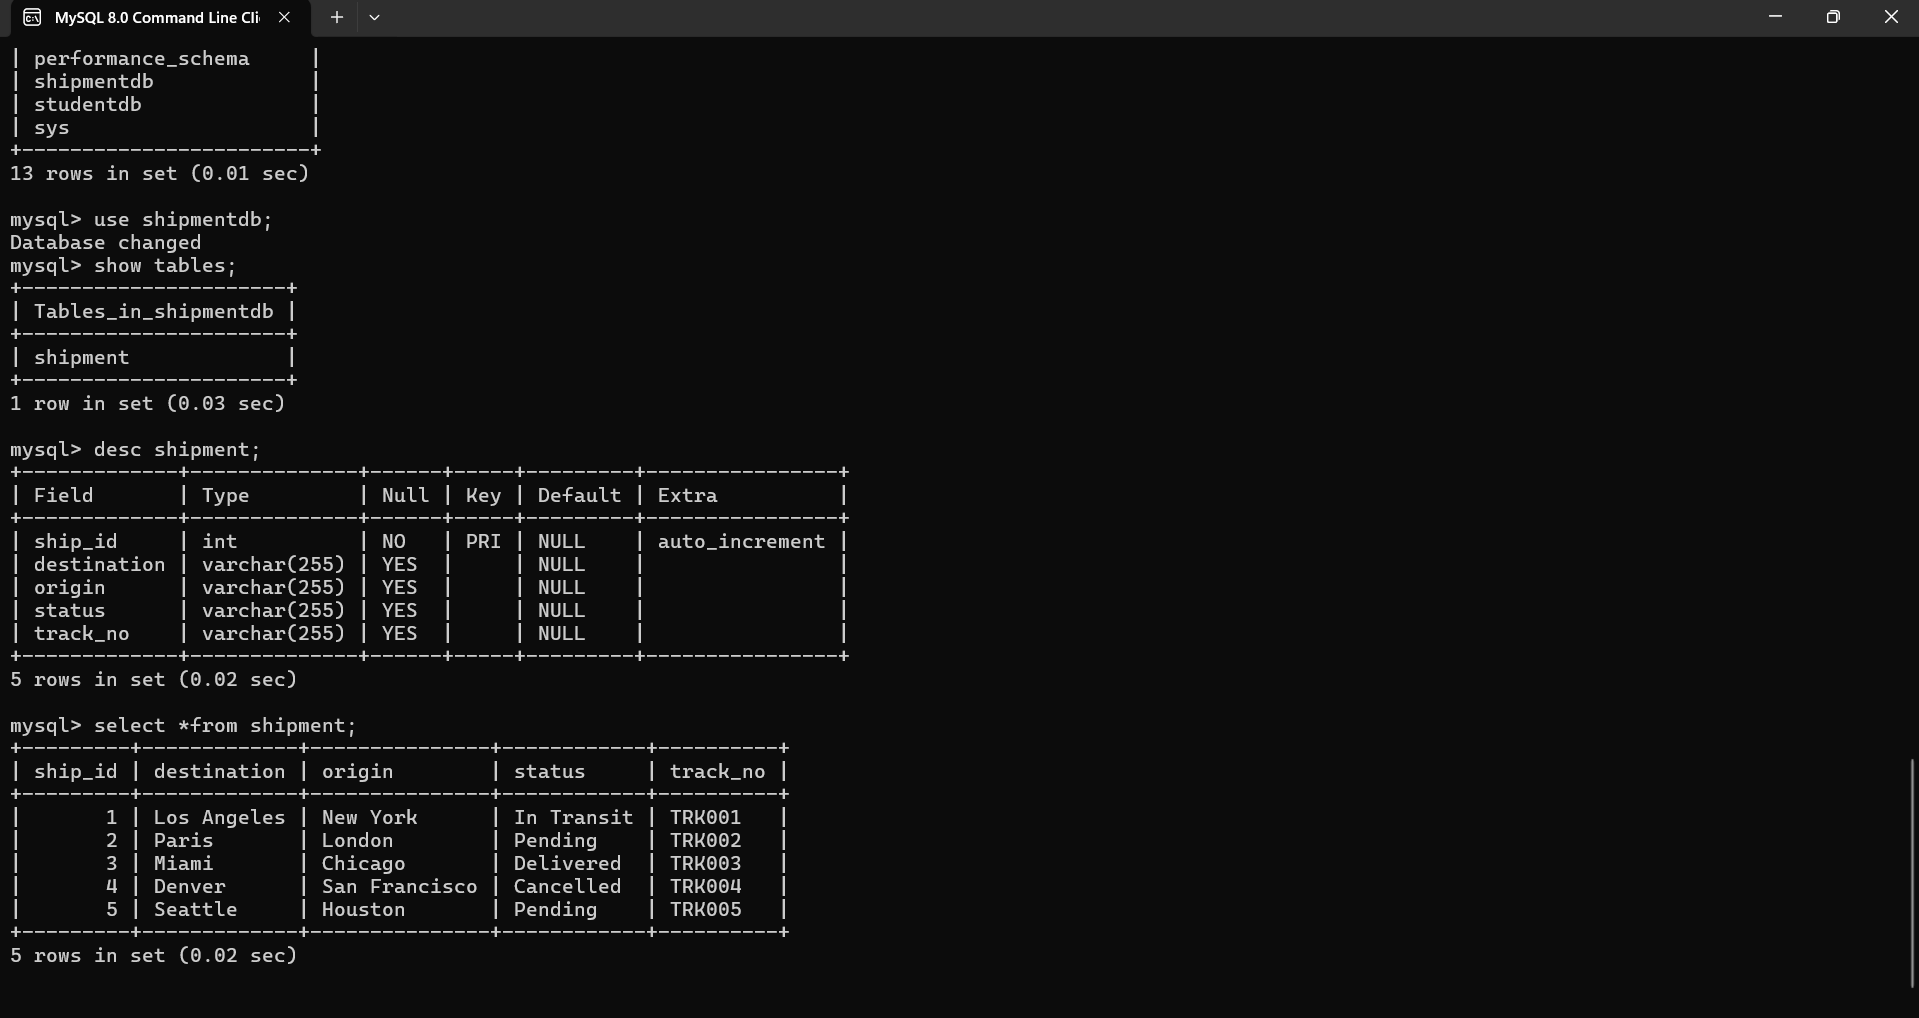 MySQL 8.0 Command Line Cli
| performance_schema     |
| shipmentdb             |
| studentdb              |
| sys                    |
+------------------------+
13 rows in set (0.01 sec)
mysql> use shipmentdb;
Database changed
mysql> show tables;
+----------------------+
| Tables_in_shipmentdb |
+----------------------+
| shipment             |
+----------------------+
1 row in set (0.03 sec)
mysql> desc shipment;
+-------------+--------------+------+-----+---------+----------------+
| Field       | Type         | Null | Key | Default | Extra          |
+-------------+--------------+------+-----+---------+----------------+
| ship_id     | int          | NO   | PRI | NULL    | auto_increment |
| destination | varchar(255) | YES  |     | NULL    |                |
| origin      | varchar(255) | YES  |     | NULL    |                |
| status      | varchar(255) | YES  |     | NULL    |                |
| track_no    | varchar(255) | YES  |     | NULL    |                |
+-------------+--------------+------+-----+---------+----------------+
5 rows in set (0.02 sec)
mysql> select *from shipment;
+---------+-------------+---------------+------------+----------+
| ship_id | destination | origin        | status     | track_no |
+---------+-------------+---------------+------------+----------+
|       1 | Los Angeles | New York      | In Transit | TRK001   |
|       2 | Paris       | London        | Pending    | TRK002   |
|       3 | Miami       | Chicago       | Delivered  | TRK003   |
|       4 | Denver      | San Francisco | Cancelled  | TRK004   |
|       5 | Seattle     | Houston       | Pending    | TRK005   |
+---------+-------------+---------------+------------+----------+
5 rows in set (0.02 sec)